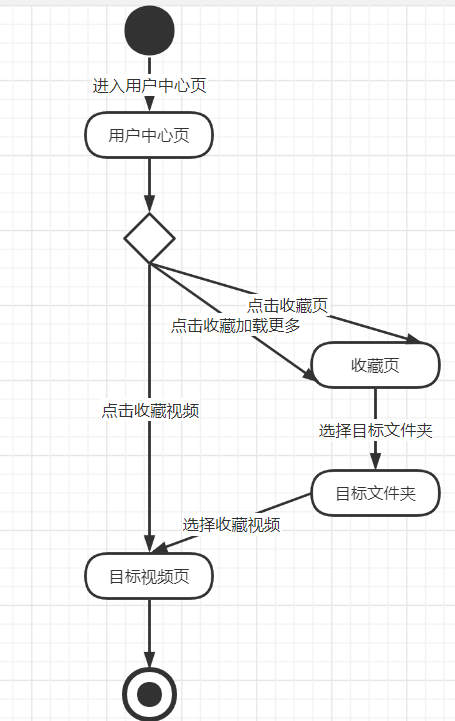 进入用户中心页
用户中心页
点击收藏页
点击收藏加载更多
收藏页
点击收藏视频
选择目标文件夹
目标文件夹
选择收藏视频
目标视频页